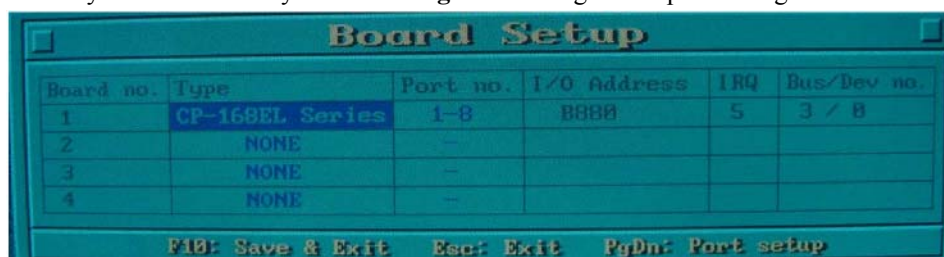 Board Setup
Board no. Type Port no. I/O Address IRQ Bus/Dev no.
1 CP-168EL Series 1-8 B880 5 3 / 0
2 NONE -
3 NONE -
4 NONE -
F10: Save & Exit Esc: Exit PgDn: Port setup